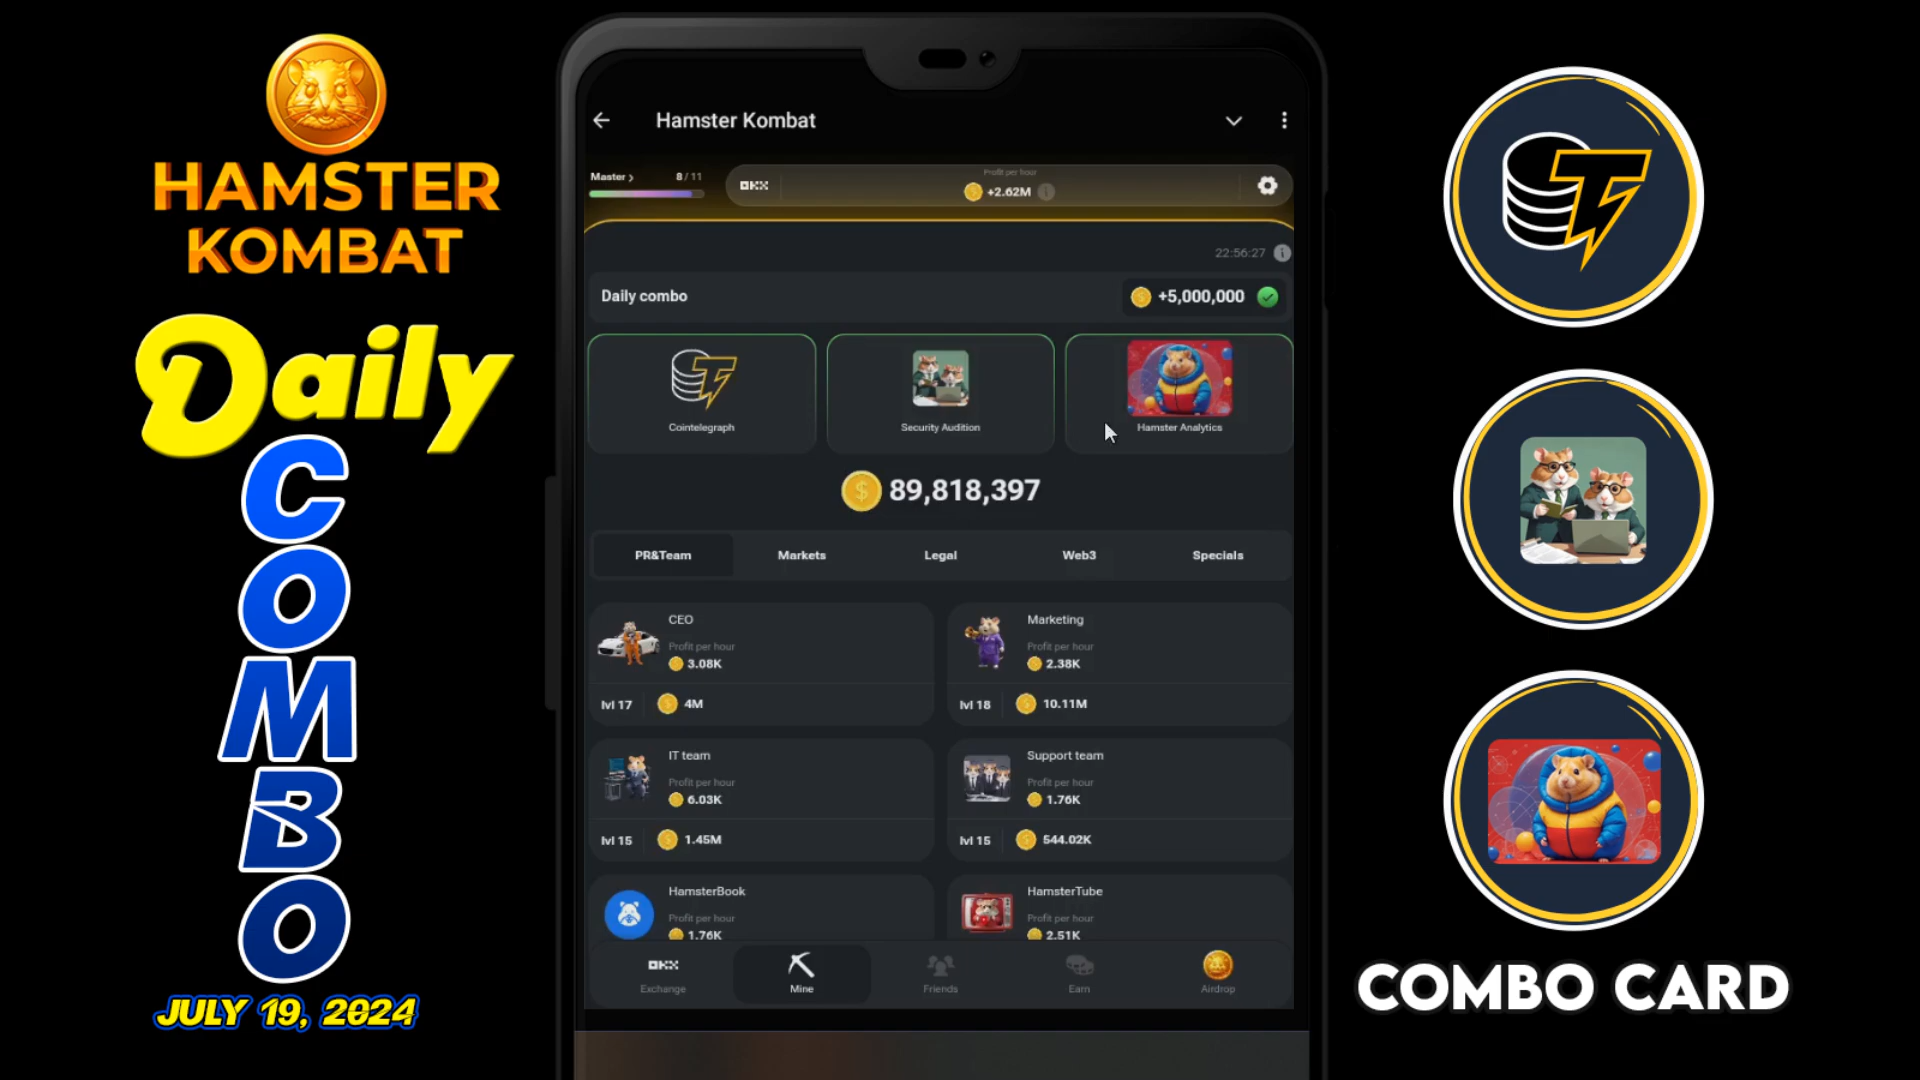 HAMSTER
KOMBAT
Daily
COMBO
JULY 19, 2024
Hamster Kombat
Master >
8/11
OKX
Profit per hour
+2.62M
22:56:27
Daily combo
+5,000,000
Cointelegraph
Security Audition
Hamster Analytics
89,818,397
PR&Team
Markets
Legal
Web3
Specials
CEO
Profit per hour
3.08K
lvl 17
4M
Marketing
Profit per hour
2.38K
lvl 18
10.11M
IT team
Profit per hour
6.03K
lvl 15
1.45M
Support team
Profit per hour
1.76K
lvl 15
544.02K
HamsterBook
Profit per hour
1.76K
HamsterTube
Profit per hour
2.51K
OKX
Exchange
Mine
Friends
Earn
Airdrop
COMBO CARD